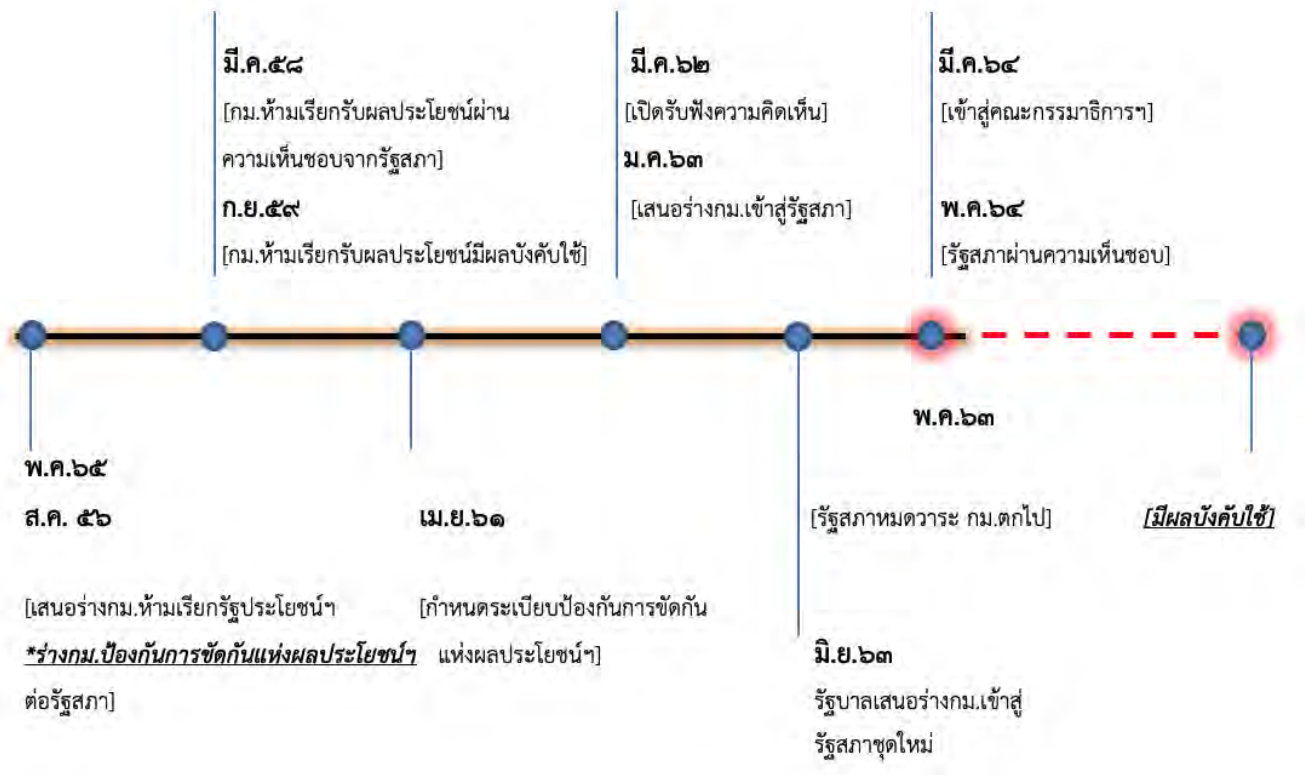 มี.ค.๕๘
[กม.ห้ามเรียกรับผลประโยชน์ผ่าน
ความเห็นชอบจากรัฐสภา]
ก.ย.๕๙
[กม.ห้ามเรียกรับผลประโยชน์มีผลบังคับใช้]
มี.ค.๖๒
[เปิดรับฟังความคิดเห็น]
ม.ค.๖๓
[เสนอร่างกม.เข้าสู่รัฐสภา]
มี.ค.๖๔
[เข้าสู่คณะกรรมาธิการฯ]
พ.ค.๖๔
[รัฐสภาผ่านความเห็นชอบ]
พ.ค.๖๕
ส.ค. ๕๖
[เสนอร่างกม.ห้ามเรียกรัฐประโยชน์ฯ
*ร่างกม.ป้องกันการขัดกันแห่งผลประโยชน์ฯ
ต่อรัฐสภา]
เม.ย.๖๑
[กำหนดระเบียบป้องกันการขัดกัน
แห่งผลประโยชน์ฯ]
พ.ค.๖๓
[รัฐสภาหมดวาระ กม.ตกไป]
มิ.ย.๖๓
รัฐบาลเสนอร่างกม.เข้าสู่
รัฐสภาชุดใหม่
[มีผลบังคับใช้]